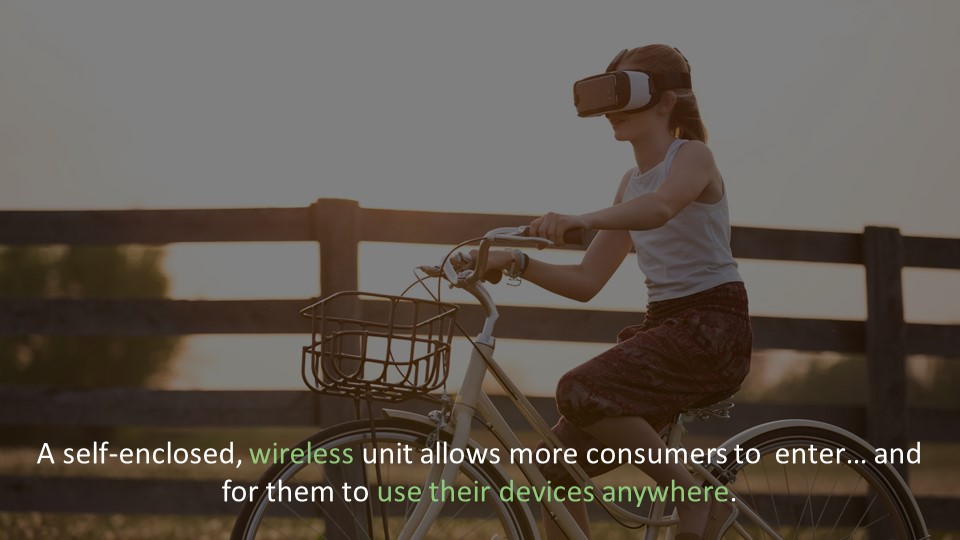 A self-enclosed, wireless unit allows more consumers to  enter… and
for them to use their devices anywhere.